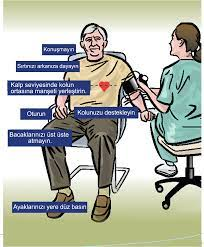 Konuşmayın
Sırtınızı arkanıza dayayın
Kalp seviyesinde kolun
ortasına manşeti yerleştirin.
Oturun
Kolunuzu destekleyin
Bacaklarınızı üst üste
atmayın.
Ayaklarınızı yere düz basın